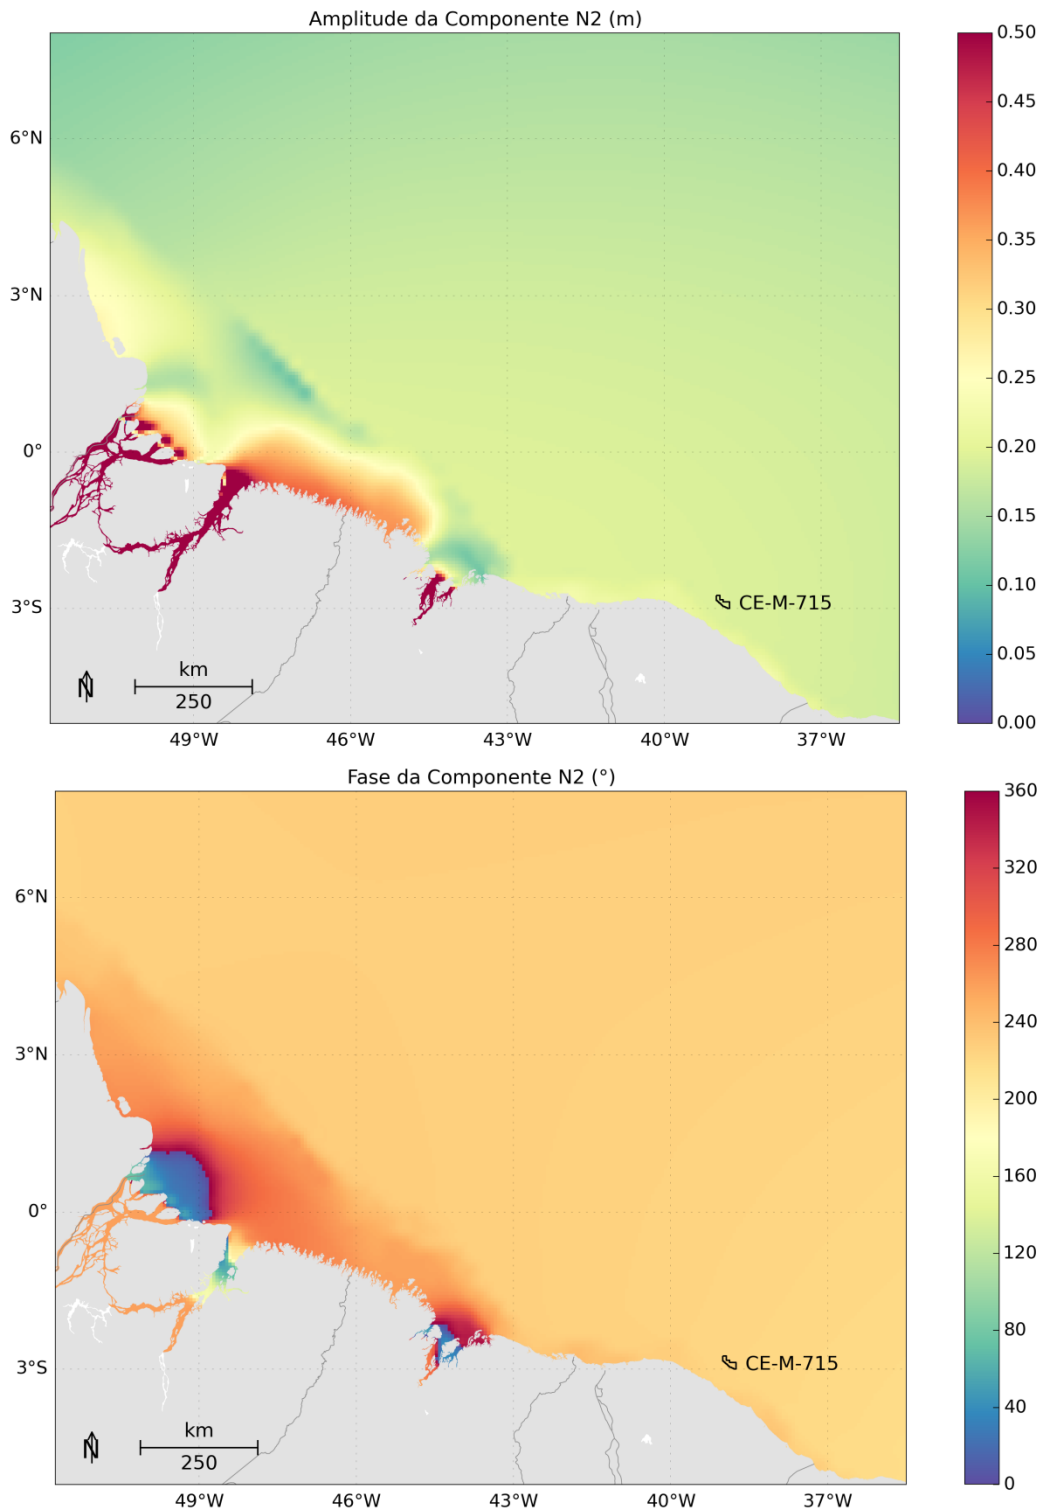 Amplitude da Componente N2 (m)
0.50
0.45
6°N
0.40
0.35
3°N
0.30
0.25
0°
0.20
0.15
3°S
CE-M-715
0.10
km
N
250
0.05
0.00
49°W
46°W
43°W
40°W
37°W
Fase da Componente N2 (°)
360
320
6°N
280
240
3°N
200
160
0°
120
80
3°S
CE-M-715
40
km
N
250
0
49°W
46°W
43°W
40°W
37°W